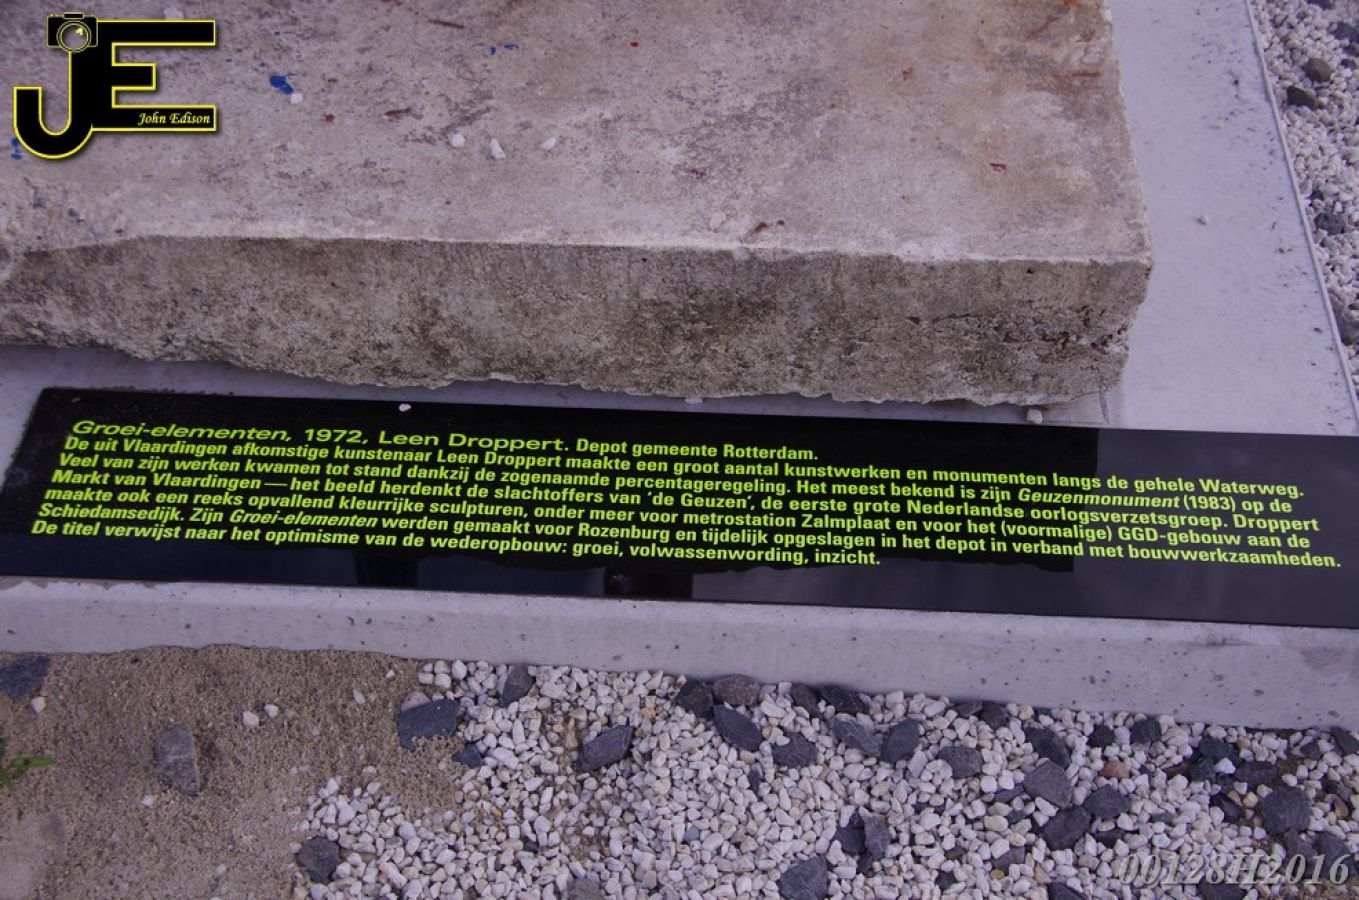 JE
John Edison
Groei-elementen, 1972, Leen Droppert. Depot gemeente Rotterdam.
De uit Vlaardingen afkomstige kunstenaar Leen Droppert maakte een groot aantal kunstwerken en monumenten langs de gehele Waterweg.
Veel van zijn werken kwamen tot stand dankzij de zogenaamde percentageregeling. Het meest bekend is zijn Geuzenmonument (1983) op de
Markt van Vlaardingen — het beeld herdenkt de slachtoffers van ‘de Geuzen’, de eerste grote Nederlandse oorlogsverzetsgroep. Droppert
maakte ook een reeks opvallend kleurrijke sculpturen, onder meer voor metrostation Zalmplaat en voor het (voormalige) GGD-gebouw aan de
Schiedamsedijk. Zijn Groei-elementen werden gemaakt voor Rozenburg en tijdelijk opgeslagen in het depot in verband met bouwwerkzaamheden.
De titel verwijst naar het optimisme van de wederopbouw: groei, volwassenwording, inzicht.
00128H2016